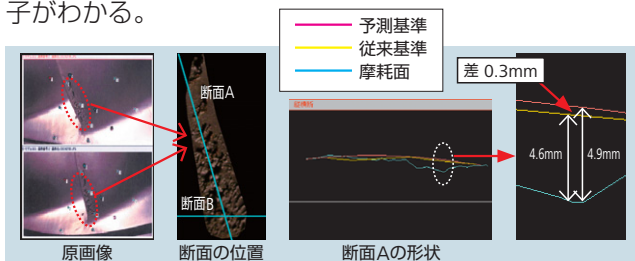 子がわかる。
予測基準
従来基準
摩耗面
差 0.3mm
断面A
断面B
4.6mm
4.9mm
原画像
断面の位置
断面Aの形状